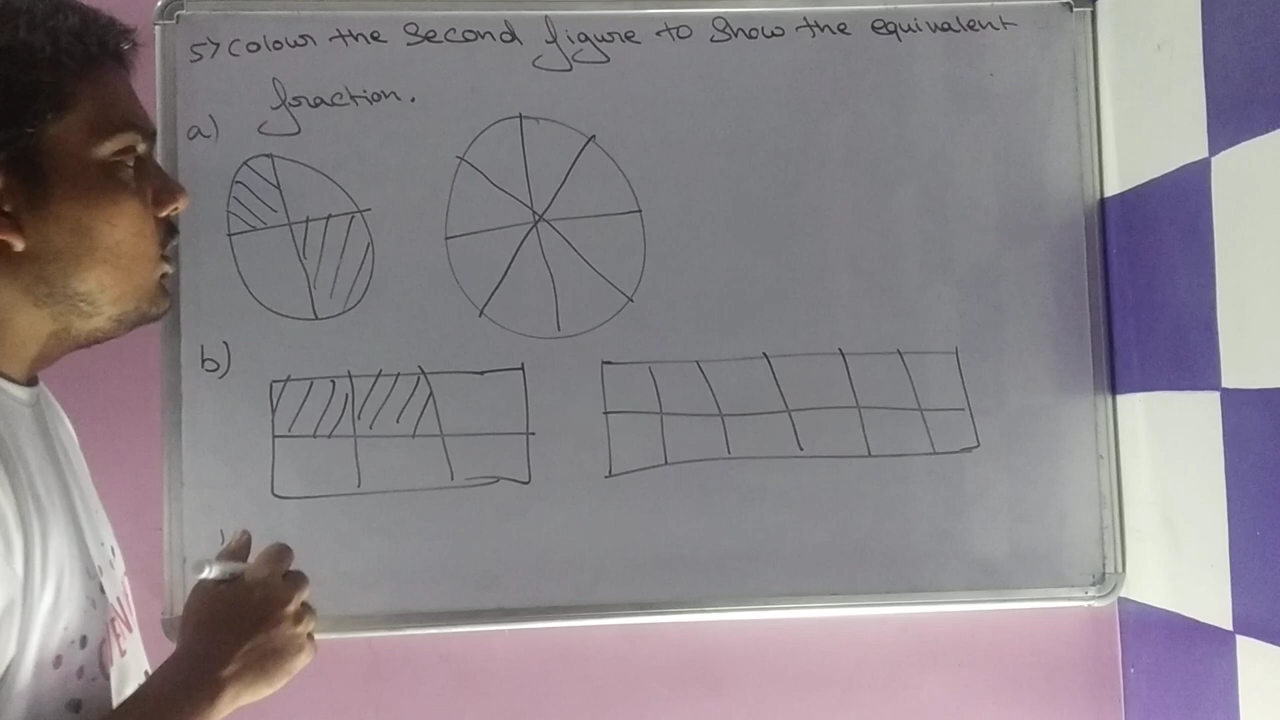 5> Colour the Second figure to Show the equivalent
fraction.
a)
b)